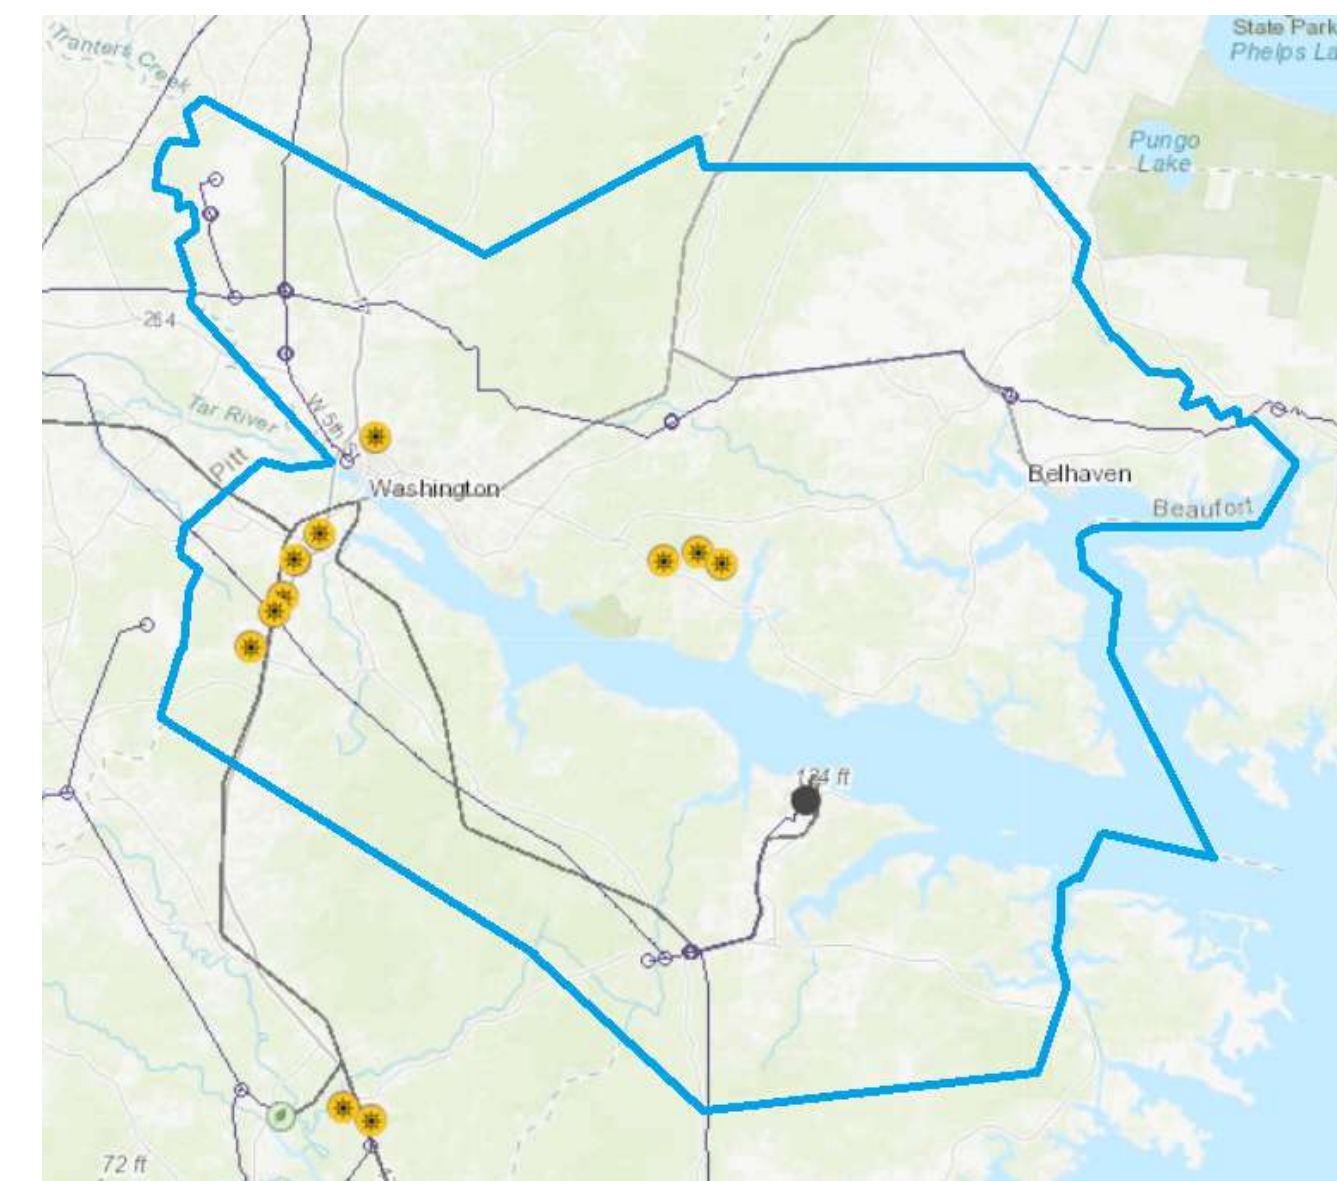 Tranters Creek
State Park
Phelps La
Pungo
Lake
264
Tar River
W 5th St
Pitt
Washington
Belhaven
Beaufort
124 ft
72 ft